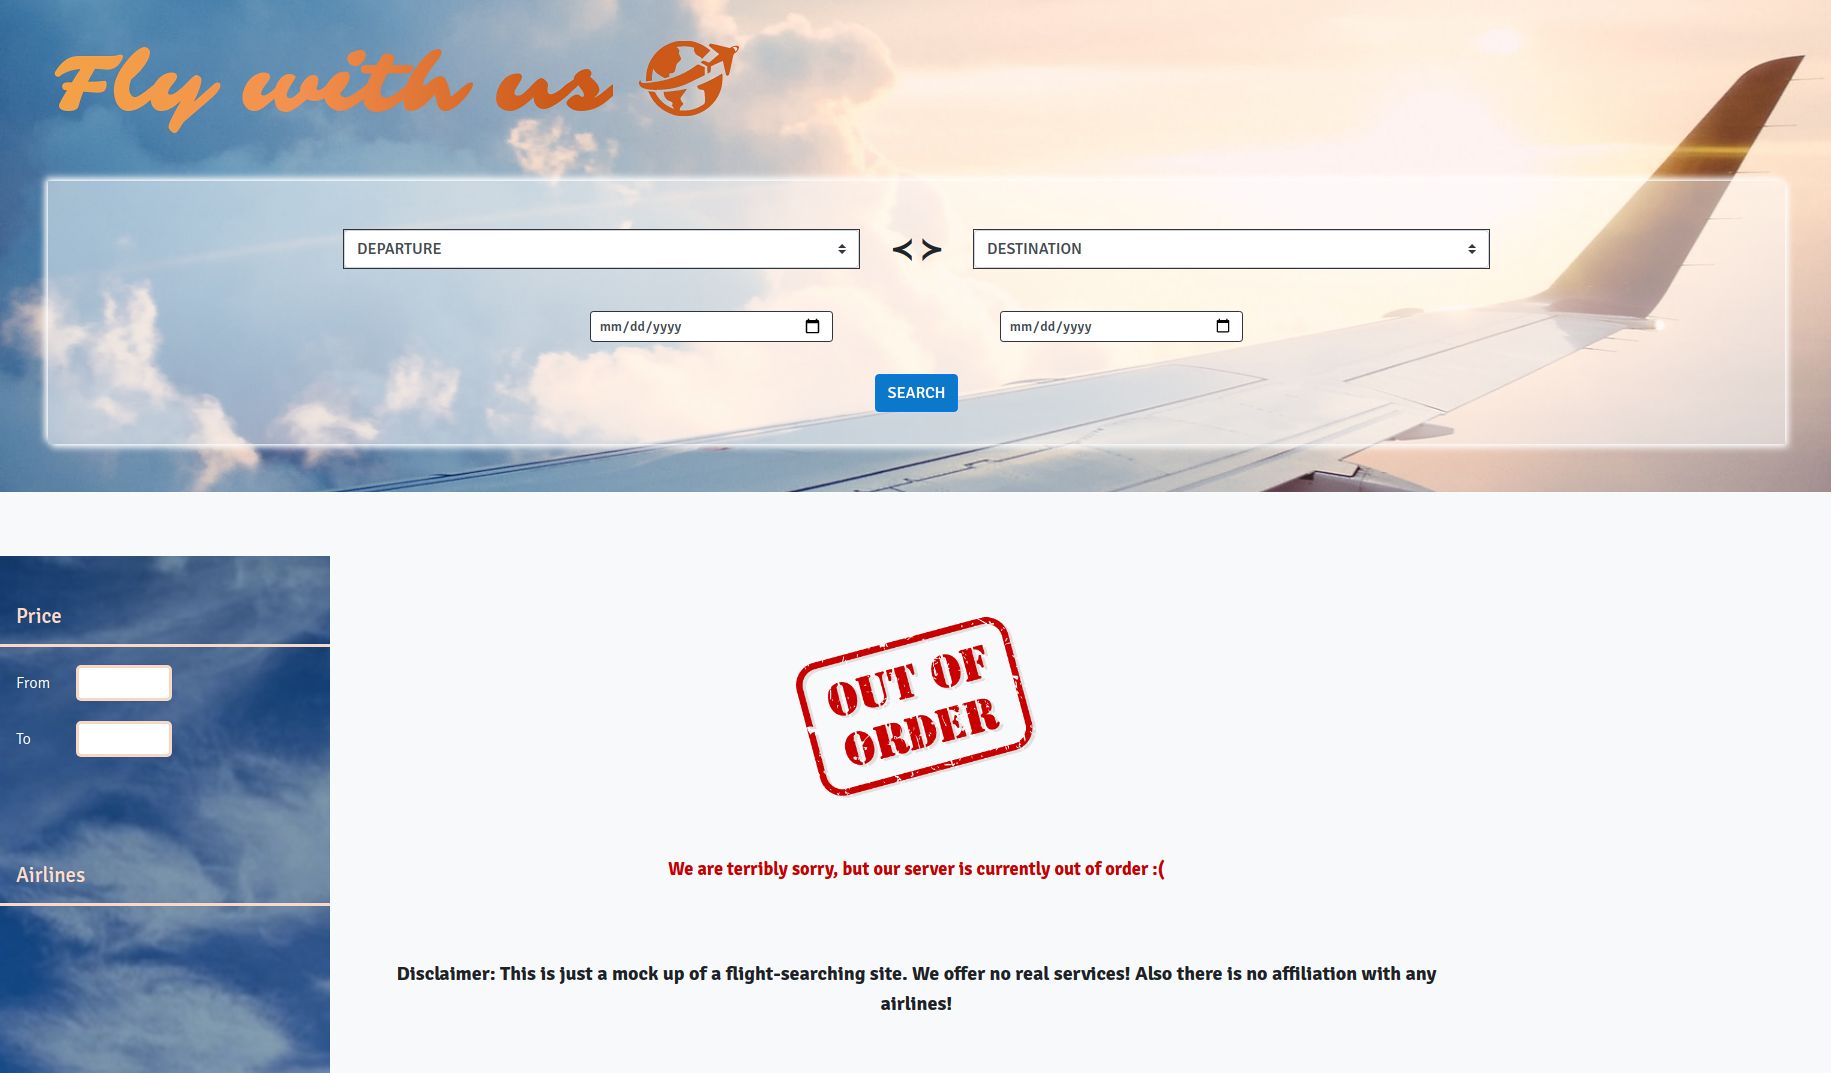 Fly with us
DEPARTURE
DESTINATION
mm/dd/yyyy
mm/dd/yyyy
SEARCH
Price
From
To
Airlines
OUT OF
ORDER
We are terribly sorry, but our server is currently out of order :(
Disclaimer: This is just a mock up of a flight-searching site. We offer no real services! Also there is no affiliation with any
airlines!